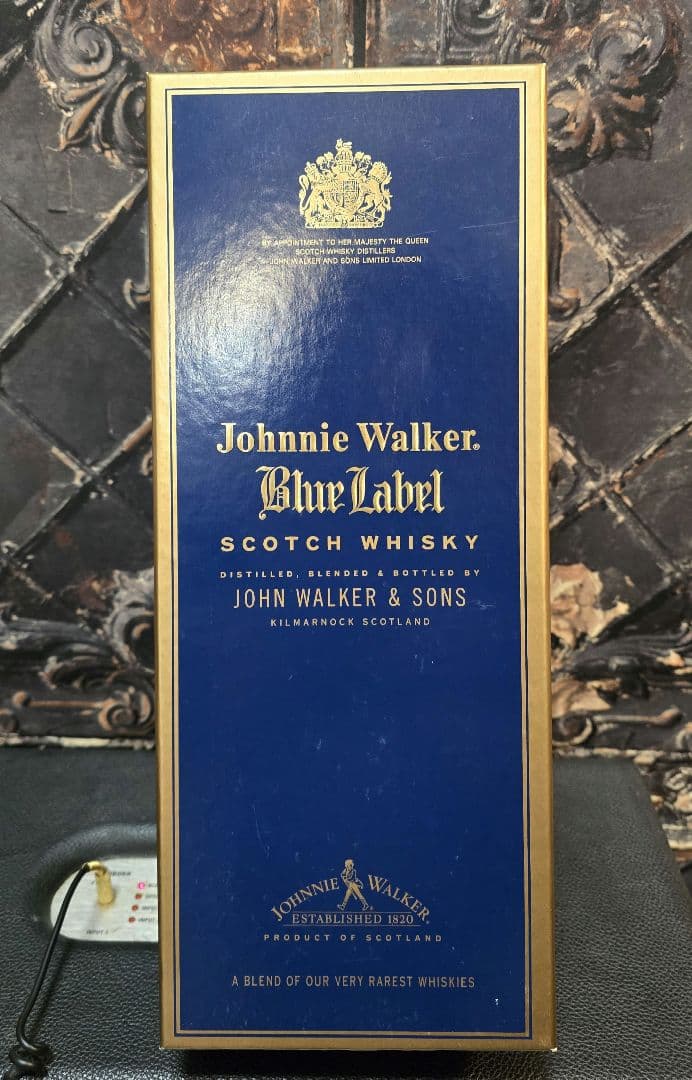 BY APPOINTMENT TO HER MAJESTY THE QUEEN
SCOTCH WHISKY DISTILLERS
JOHN WALKER AND SONS LIMITED LONDON
Johnnie Walker.
Blue Label
SCOTCH WHISKY
DISTILLED, BLENDED & BOTTLED BY
JOHN WALKER & SONS
KILMARNOCK SCOTLAND
JOHNNIE WALKER
ESTABLISHED 1820
PRODUCT OF SCOTLAND
A BLEND OF OUR VERY RAREST WHISKIES
INPUT